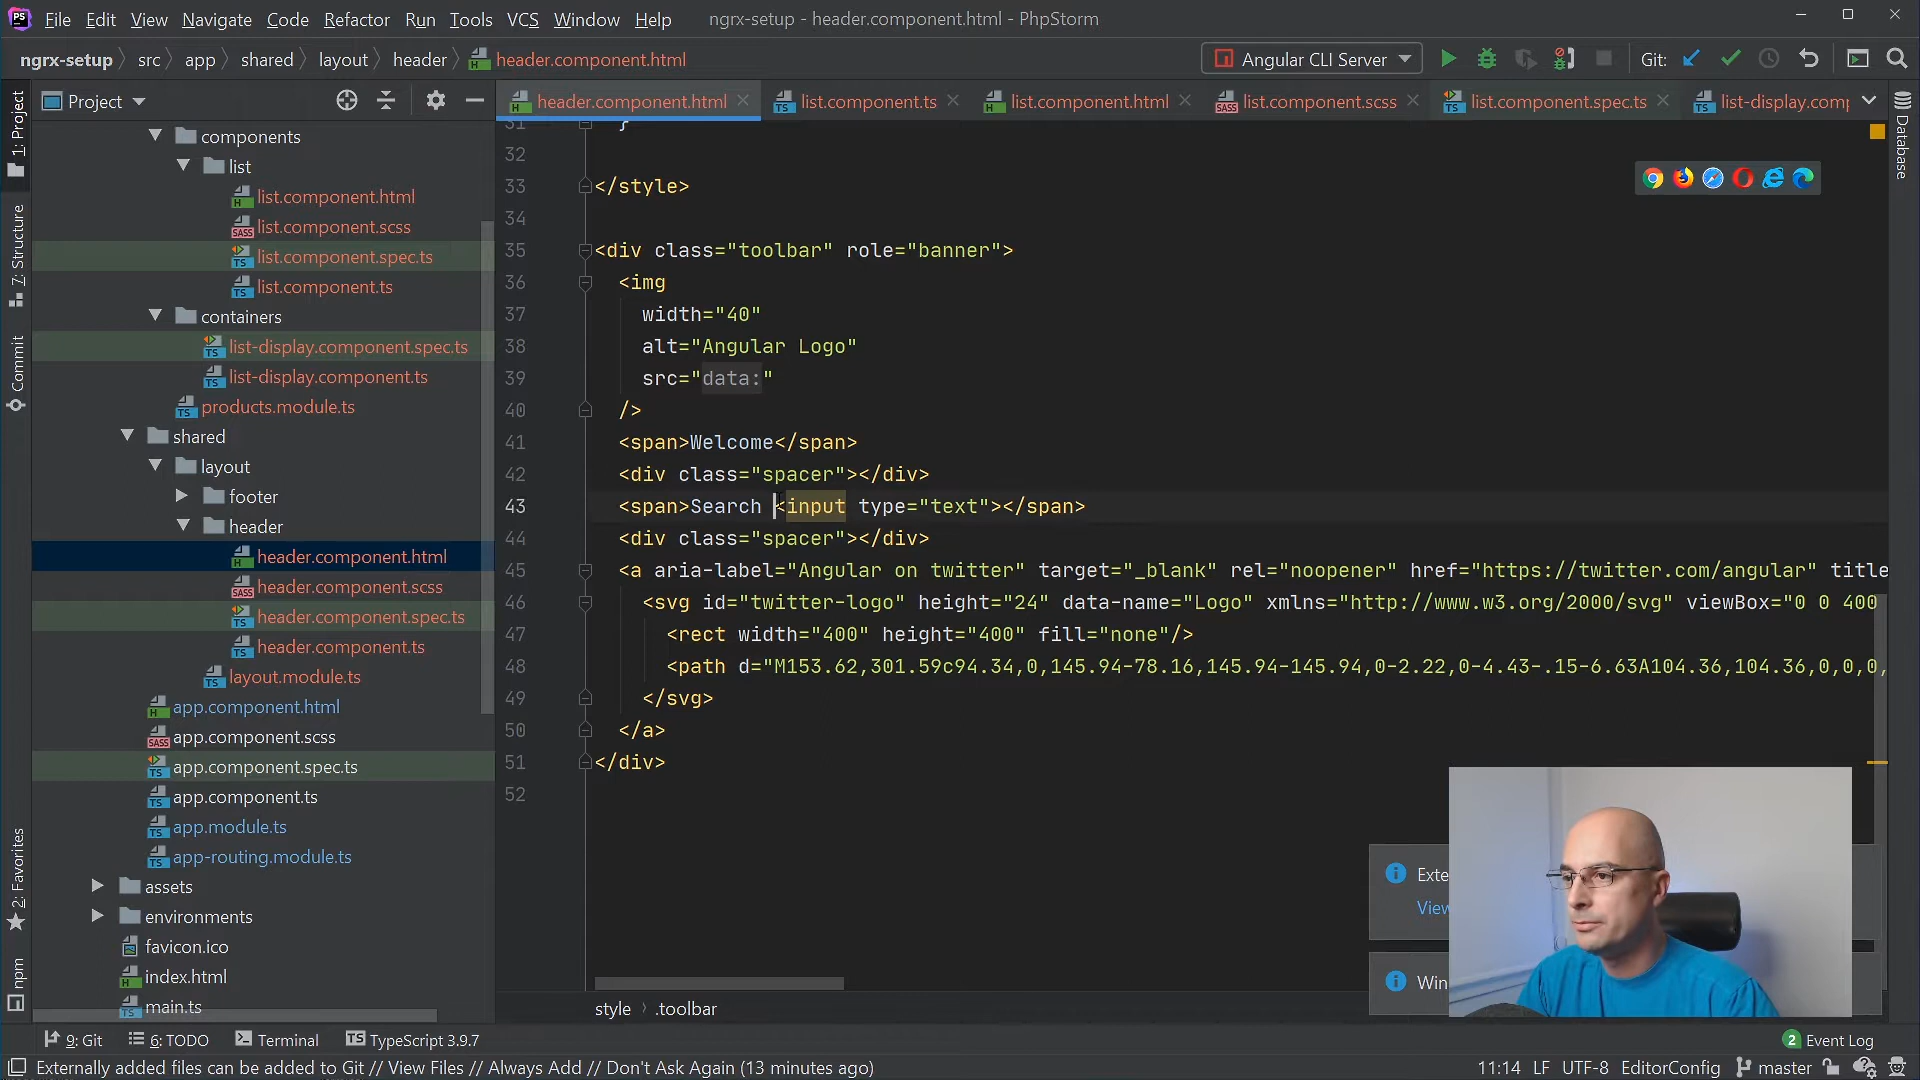 File Edit View Navigate Code Refactor Run Tools VCS Window Help ngrx-setup - header.component.html - PhpStorm
ngrx-setup src app shared layout header header.component.html Angular CLI Server Git:
Project header.component.html list.component.ts list.component.html list.component.scss list.component.spec.ts list-display.comp
1: Project
7: Structure
Commit
2: Favorites
npm
Database
components
list
list.component.html
list.component.scss
list.component.spec.ts
list.component.ts
containers
list-display.component.spec.ts
list-display.component.ts
products.module.ts
shared
layout
footer
header
header.component.html
header.component.scss
header.component.spec.ts
header.component.ts
layout.module.ts
app.component.html
app.component.scss
app.component.spec.ts
app.component.ts
app.module.ts
app-routing.module.ts
assets
environments
favicon.ico
index.html
main.ts
31 }
32
33 </style>
34
35 <div class="toolbar" role="banner">
36 <img
37 width="40"
38 alt="Angular Logo"
39 src="data:"
40 />
41 <span>Welcome</span>
42 <div class="spacer"></div>
43 <span>Search <input type="text"></span>
44 <div class="spacer"></div>
45 <a aria-label="Angular on twitter" target="_blank" rel="noopener" href="https://twitter.com/angular" title
46 <svg id="twitter-logo" height="24" data-name="Logo" xmlns="http://www.w3.org/2000/svg" viewBox="0 0 400
47 <rect width="400" height="400" fill="none"/>
48 <path d="M153.62,301.59c94.34,0,145.94-78.16,145.94-145.94,0-2.22,0-4.43-.15-6.63A104.36,104.36,0,0,0,
49 </svg>
50 </a>
51 </div>
52
Exte
View
Win
style .toolbar
9: Git 6: TODO Terminal TypeScript 3.9.7 2 Event Log
Externally added files can be added to Git // View Files // Always Add // Don't Ask Again (13 minutes ago) 11:14 LF UTF-8 EditorConfig master